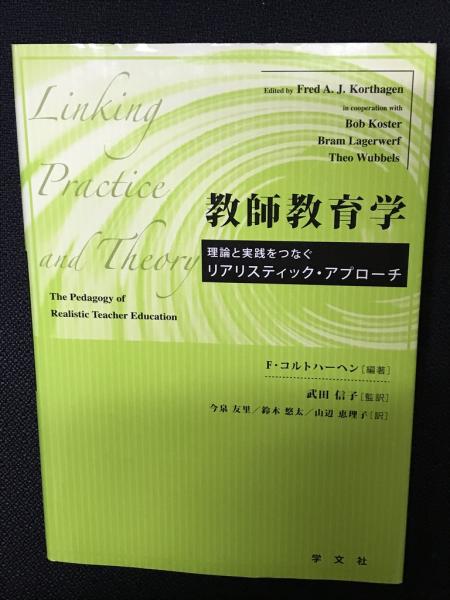 Linking
Practice
and Theory
The Pedagogy of
Realistic Teacher Education
Edited by Fred A. J. Korthagen
in cooperation with
Bob Koster
Bram Lagerwerf
Theo Wubbels
教師教育学
理論と実践をつなぐ
リアリスティック・アプローチ
F・コルトハーヘン［編著］
武田 信子［監訳］
今泉 友里／鈴木 悠太／山辺 恵理子［訳］
学文社